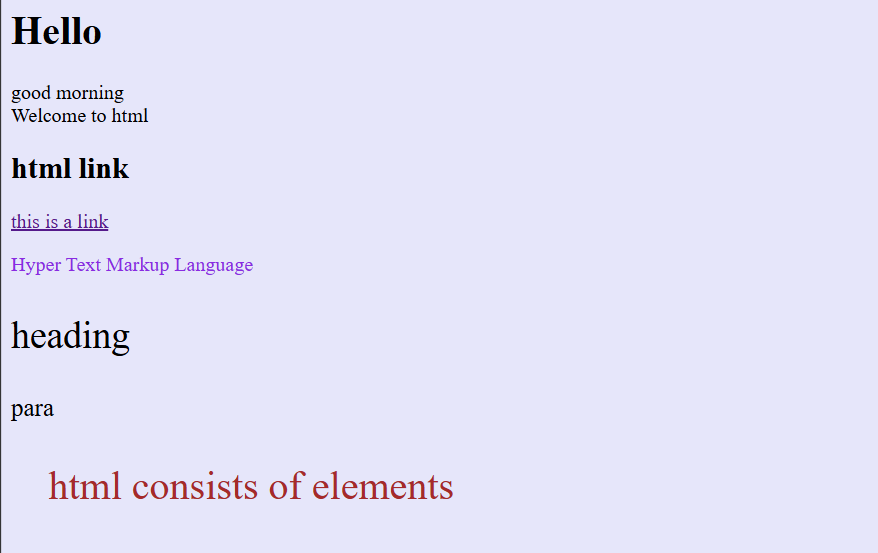 Hello
good morning
Welcome to html
html link
this is a link
Hyper Text Markup Language
heading
para
html consists of elements